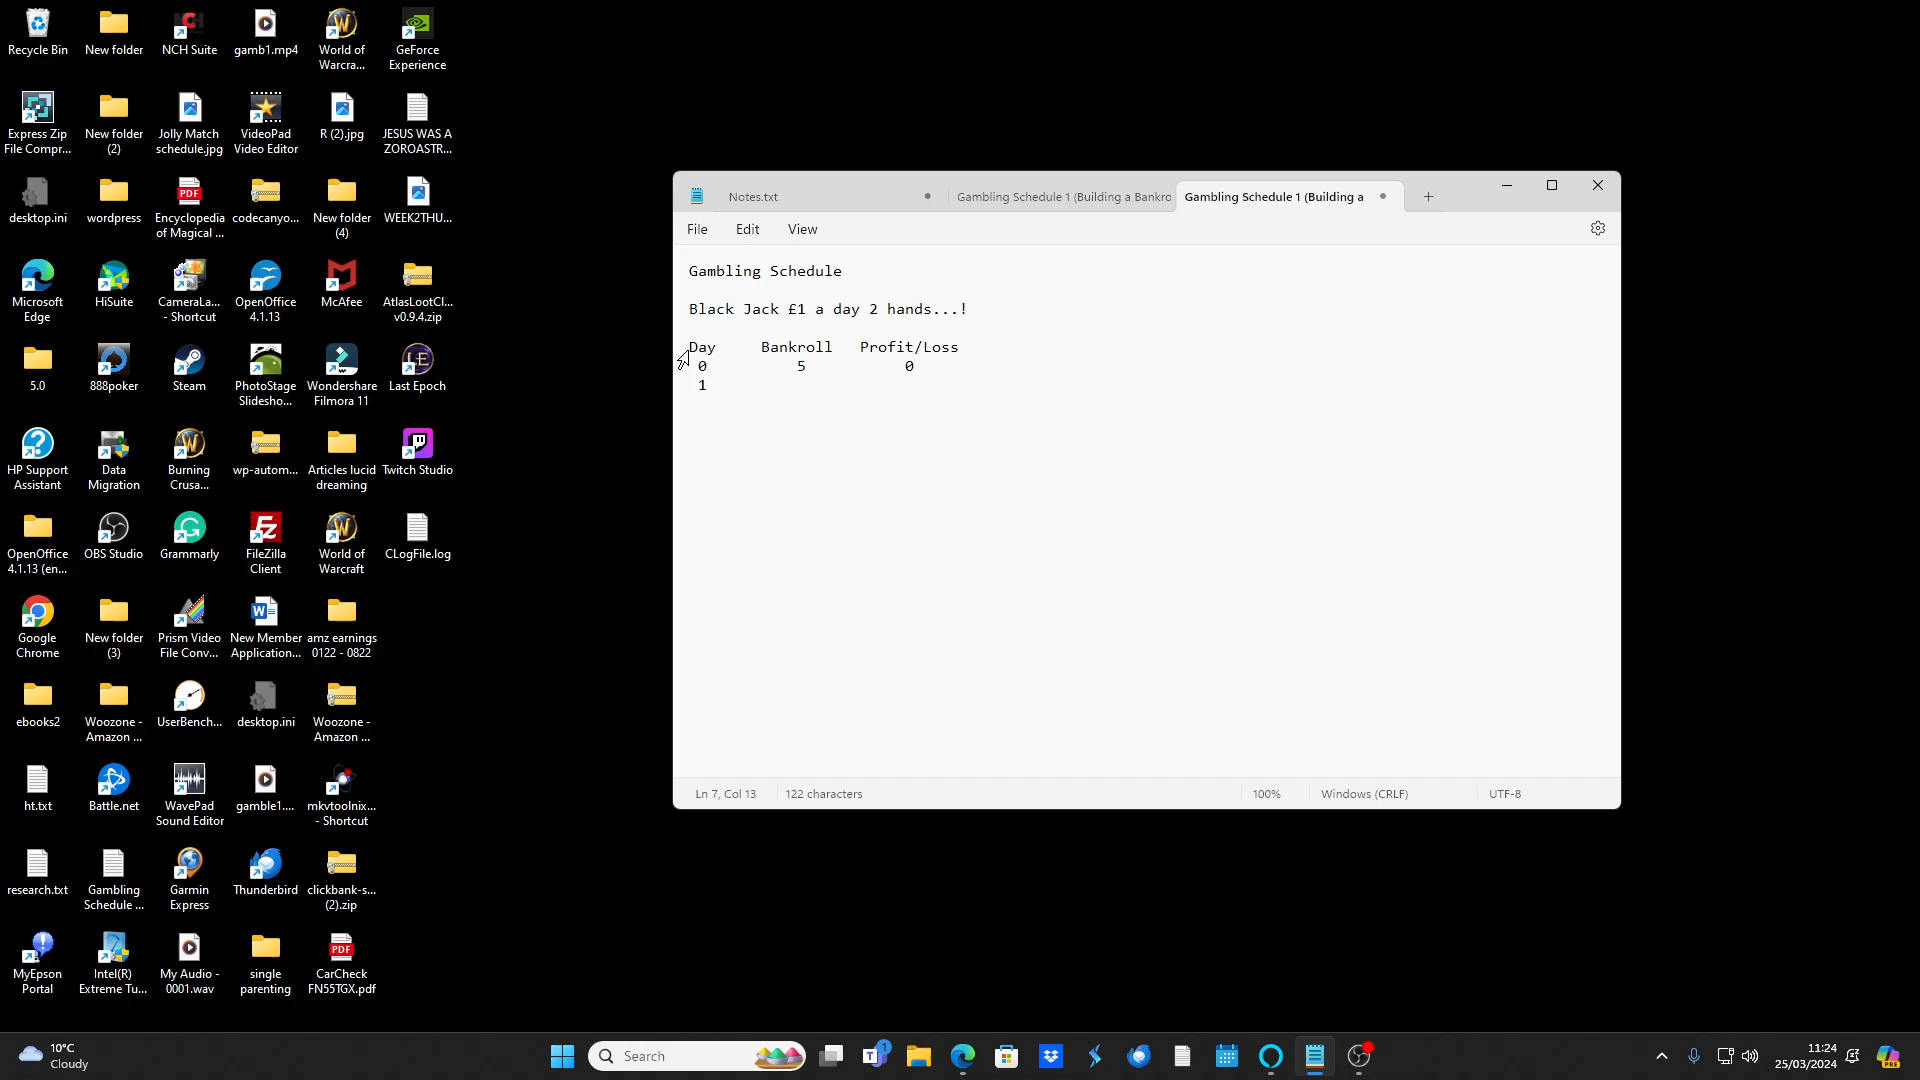 Recycle Bin
New folder
NCH Suite
gamb1.mp4
World of
Warcra...
GeForce
Experience
Express Zip
File Compr...
New folder
(2)
Jolly Match
schedule.jpg
VideoPad
Video Editor
R (2).jpg
JESUS WAS A
ZOROASTR...
desktop.ini
wordpress
Encyclopedia
of Magical ...
codecanyo...
New folder
(4)
WEEK2THU...
Microsoft
Edge
HiSuite
CameraLa...
- Shortcut
OpenOffice
4.1.13
McAfee
AtlasLootCl...
v0.9.4.zip
5.0
888poker
Steam
PhotoStage
Slidesho...
Wondershare
Filmora 11
Last Epoch
HP Support
Assistant
Data
Migration
Burning
Crusa...
wp-autom...
Articles lucid
dreaming
Twitch Studio
OpenOffice
4.1.13 (en...
OBS Studio
Grammarly
FileZilla
Client
World of
Warcraft
CLogFile.log
Google
Chrome
New folder
(3)
Prism Video
File Conv...
New Member
Application...
amz earnings
0122 - 0822
ebooks2
Woozone -
Amazon ...
UserBench...
desktop.ini
Woozone -
Amazon ...
ht.txt
Battle.net
WavePad
Sound Editor
gamble1....
mkvtoolnix...
- Shortcut
research.txt
Gambling
Schedule ...
Garmin
Express
Thunderbird
clickbank-s...
(2).zip
MyEpson
Portal
Intel(R)
Extreme Tu...
My Audio -
0001.wav
single
parenting
CarCheck
FN55TGX.pdf
Notes.txt
Gambling Schedule 1 (Building a Bankro
Gambling Schedule 1 (Building a
File Edit View
Gambling Schedule
Black Jack £1 a day 2 hands...!
Day Bankroll Profit/Loss
0 5 0
1
Ln 7, Col 13 122 characters 100% Windows (CRLF) UTF-8
10°C
Cloudy
Search
1
11:24
25/03/2024
PRE